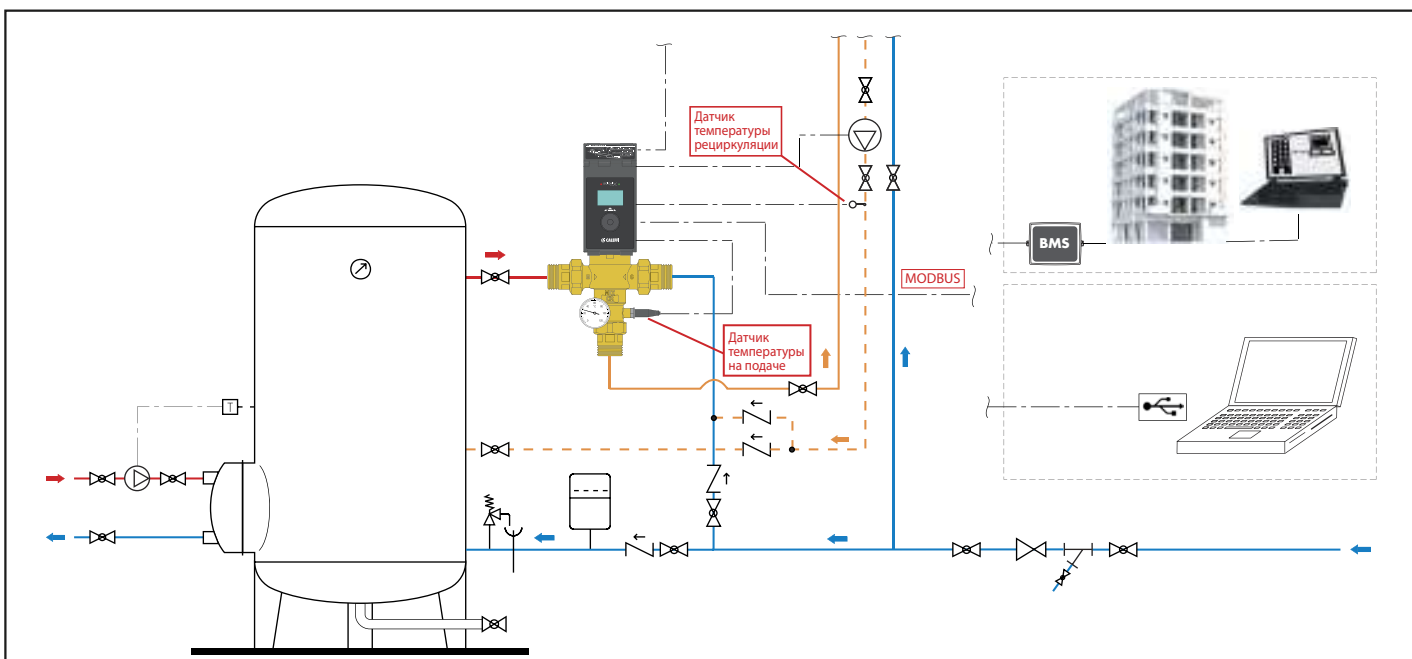 Датчик
температуры
рециркуляции
CALEFFI
BMS
MODBUS
Датчик
температуры
на подаче
T